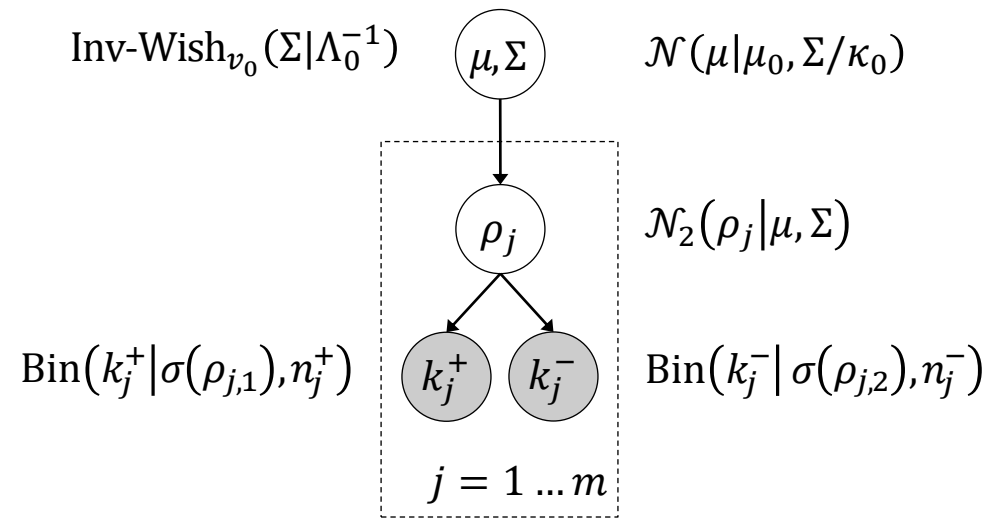 Inv-Wish_{v_0}(Σ|Λ_0^{-1})
μ, Σ
𝒩(μ|μ_0, Σ/κ_0)
ρ_j
𝒩_2(ρ_j|μ, Σ)
Bin(k_j^+|σ(ρ_{j,1}), n_j^+)
k_j^+
k_j^-
Bin(k_j^-| σ(ρ_{j,2}), n_j^-)
j = 1 … m